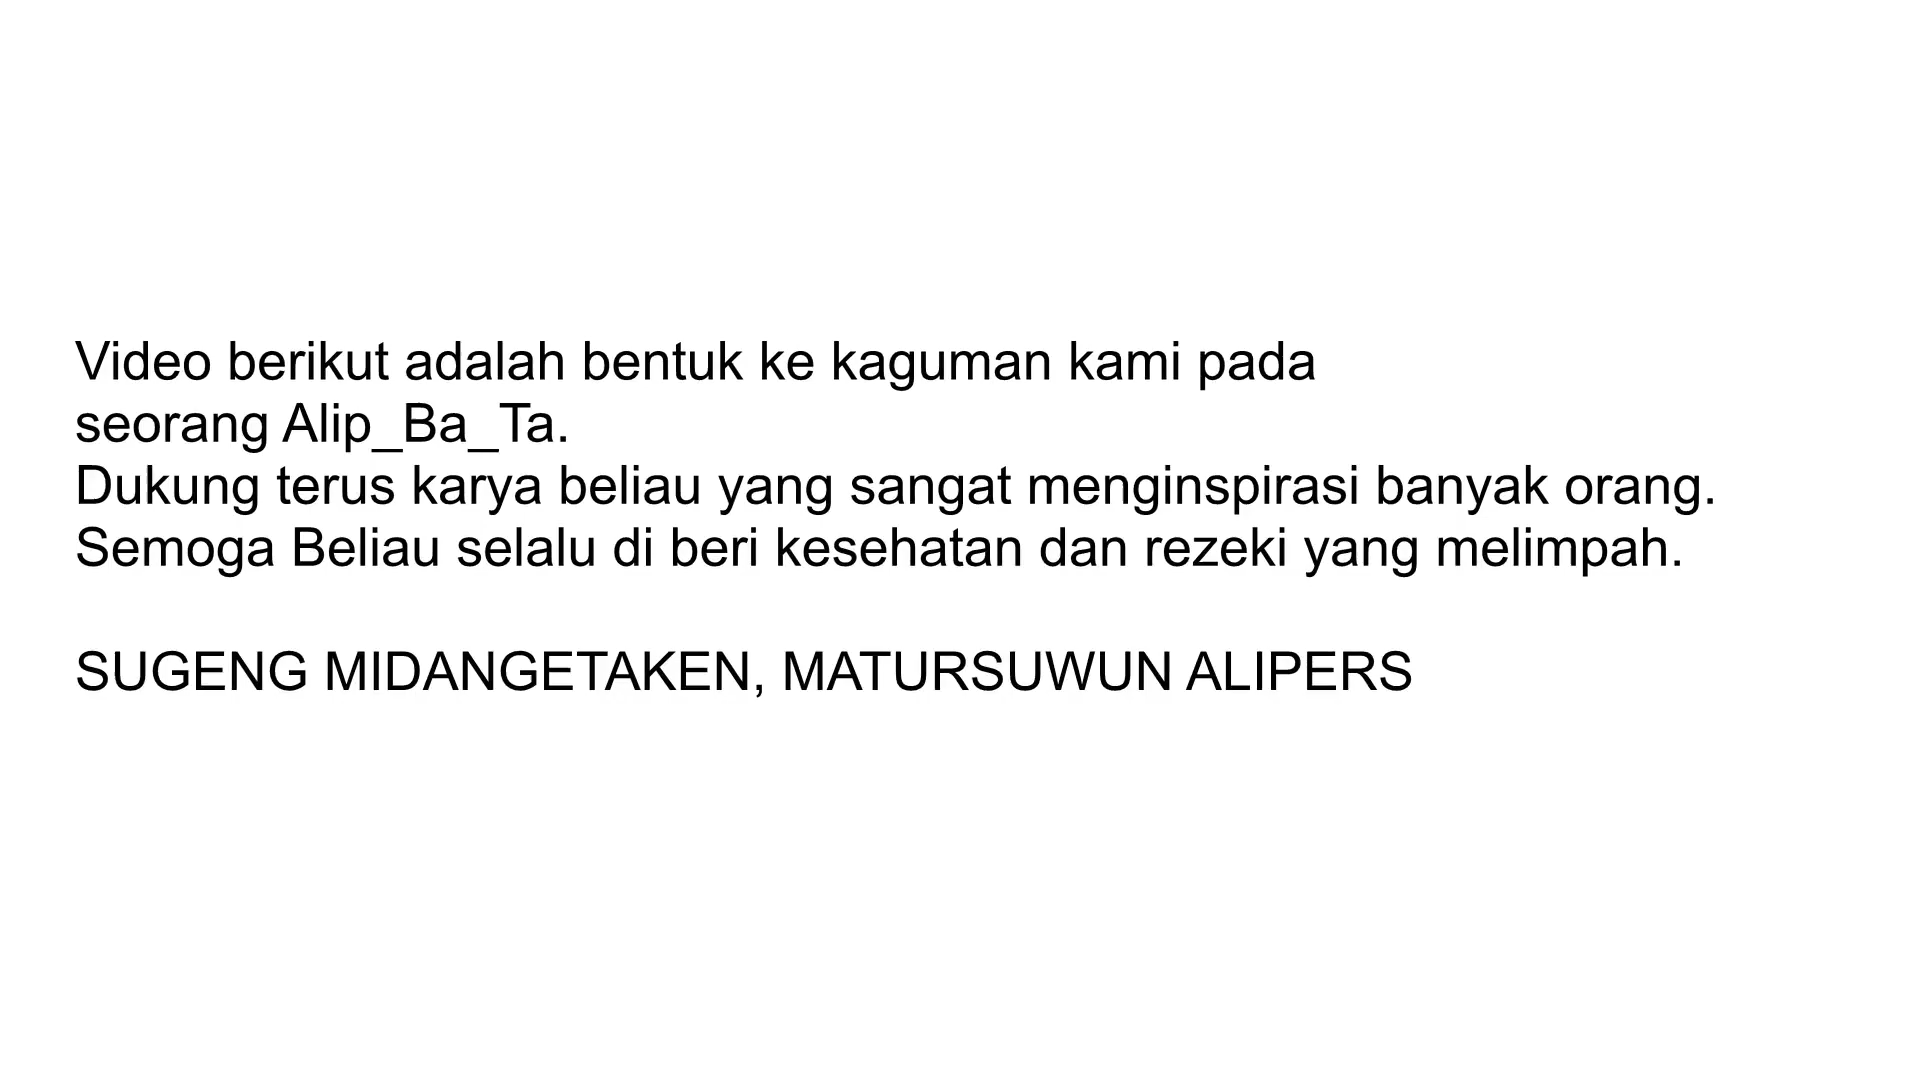 Video berikut adalah bentuk ke kaguman kami pada
seorang Alip_Ba_Ta.
Dukung terus karya beliau yang sangat menginspirasi banyak orang.
Semoga Beliau selalu di beri kesehatan dan rezeki yang melimpah.
SUGENG MIDANGETAKEN, MATURSUWUN ALIPERS